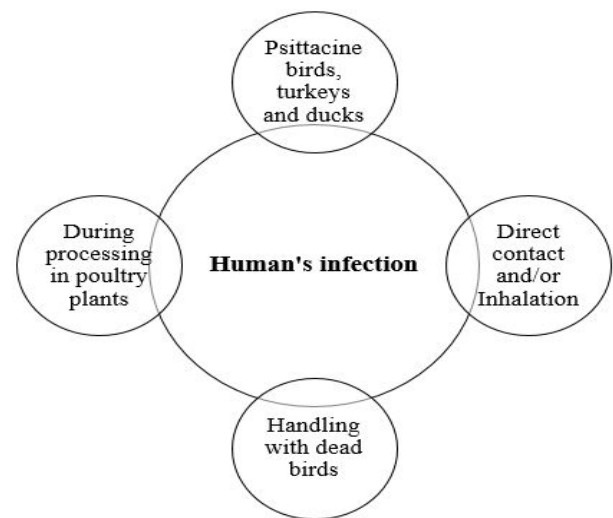 Psittacine
birds,
turkeys
and ducks
During
processing
in poultry
plants
Human's infection
Direct
contact
and/or
Inhalation
Handling
with dead
birds